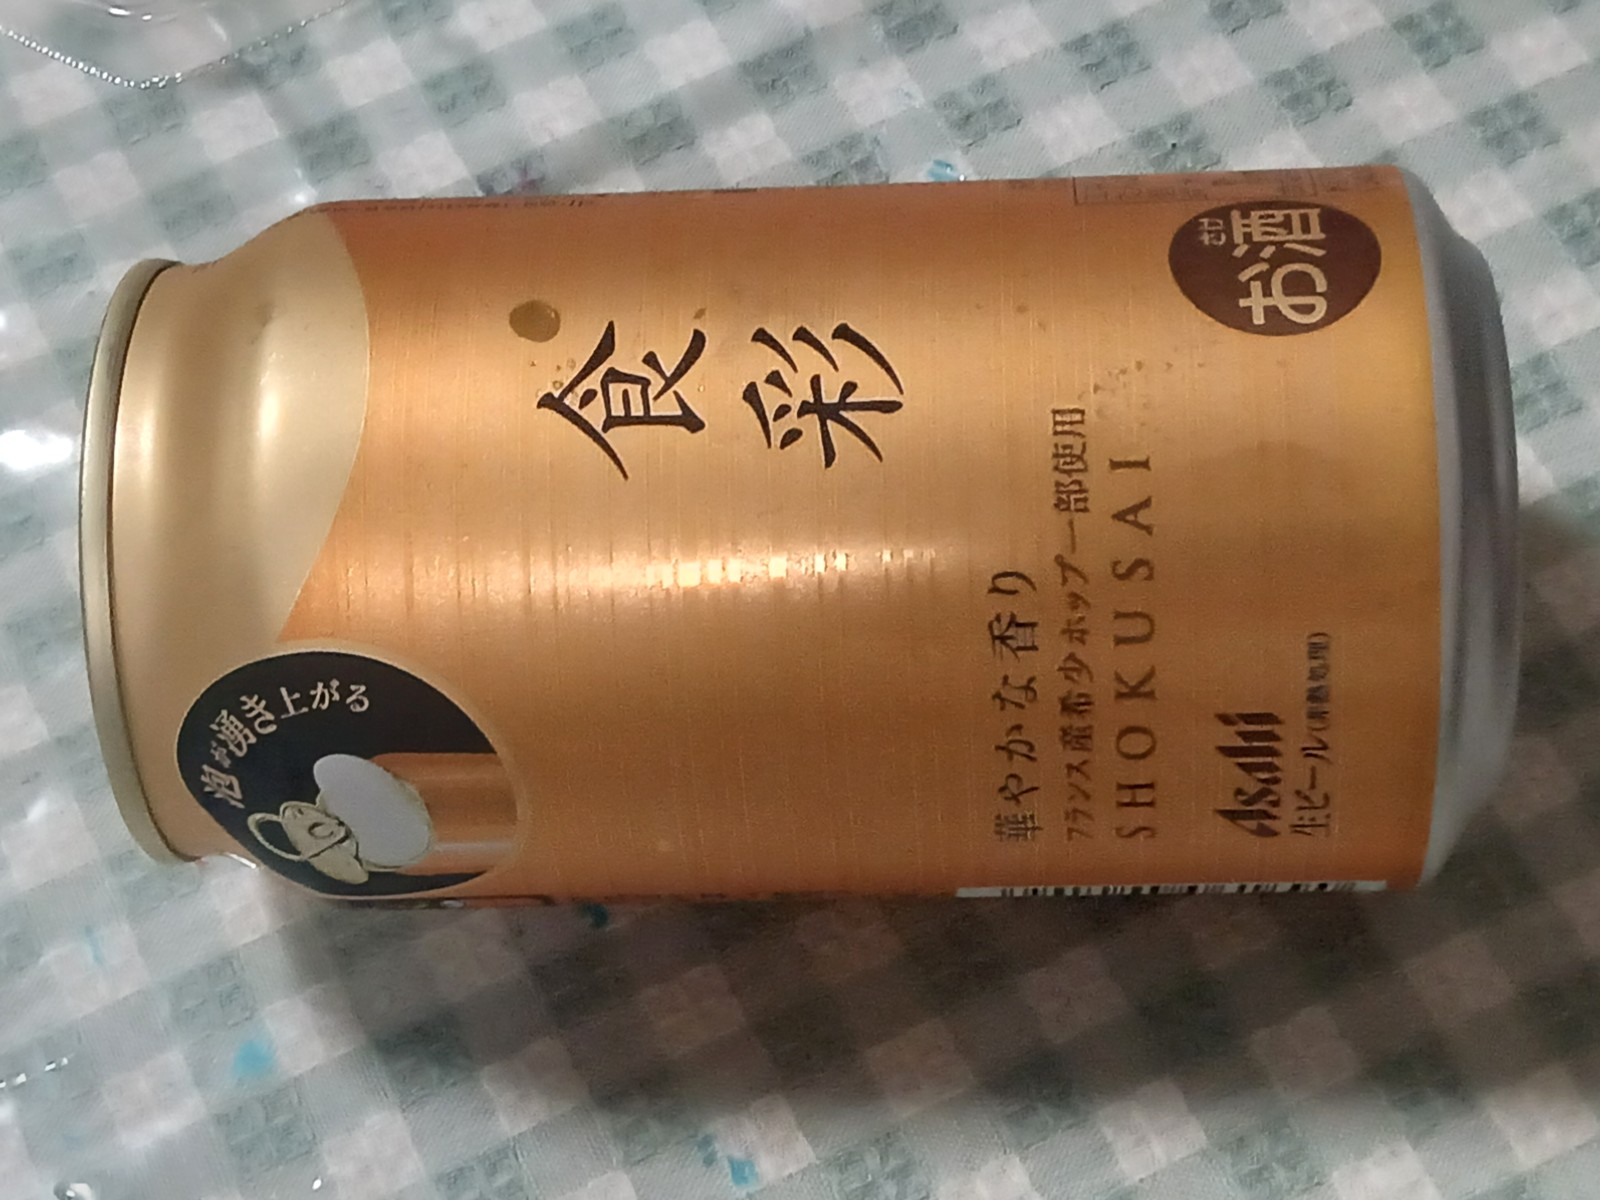 泡が湧き上がる
食彩
華やかな香り
フランス産希少ホップ一部使用
SHOKUSAI
Asahi
生ビール(非熱処理)
さけ
お酒